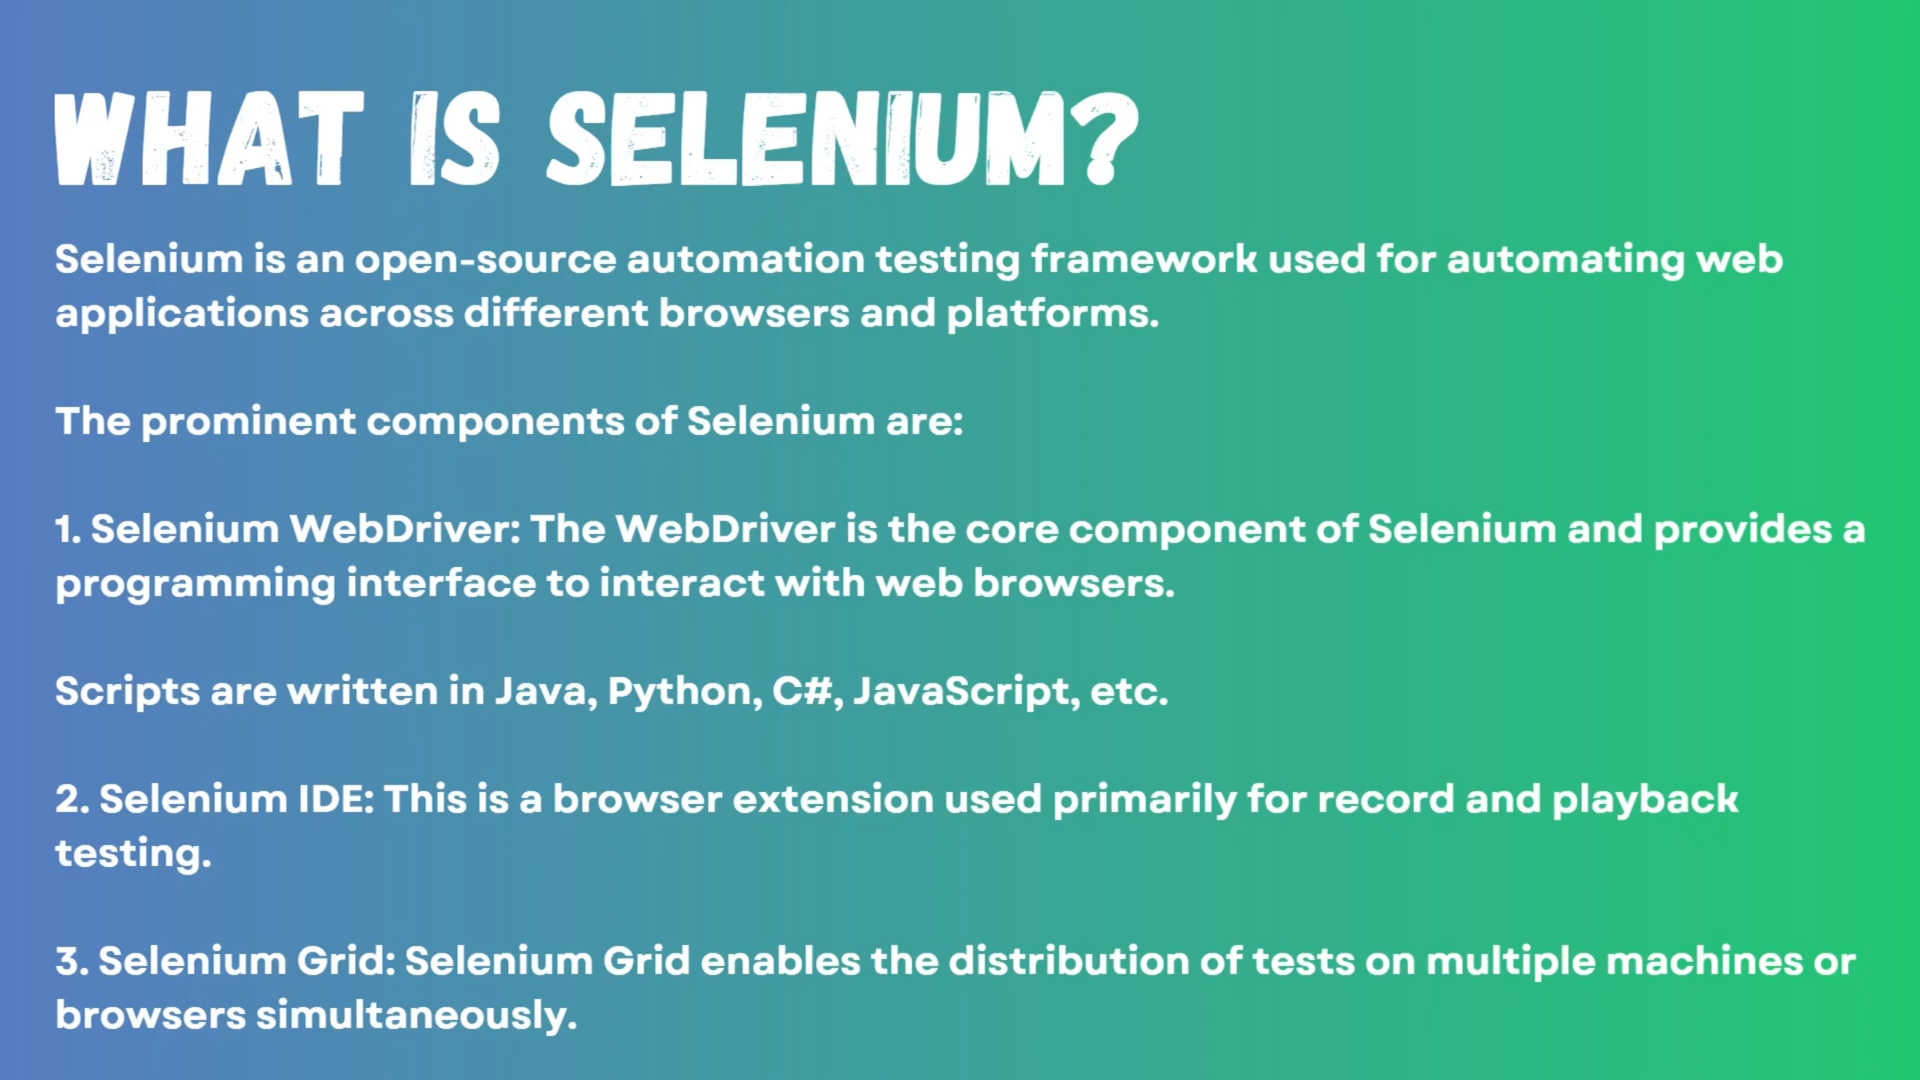 WHAT IS SELENIUM?
Selenium is an open-source automation testing framework used for automating web
applications across different browsers and platforms.
The prominent components of Selenium are:
1. Selenium WebDriver: The WebDriver is the core component of Selenium and provides a
programming interface to interact with web browsers.
Scripts are written in Java, Python, C#, JavaScript, etc.
2. Selenium IDE: This is a browser extension used primarily for record and playback
testing.
3. Selenium Grid: Selenium Grid enables the distribution of tests on multiple machines or
browsers simultaneously.